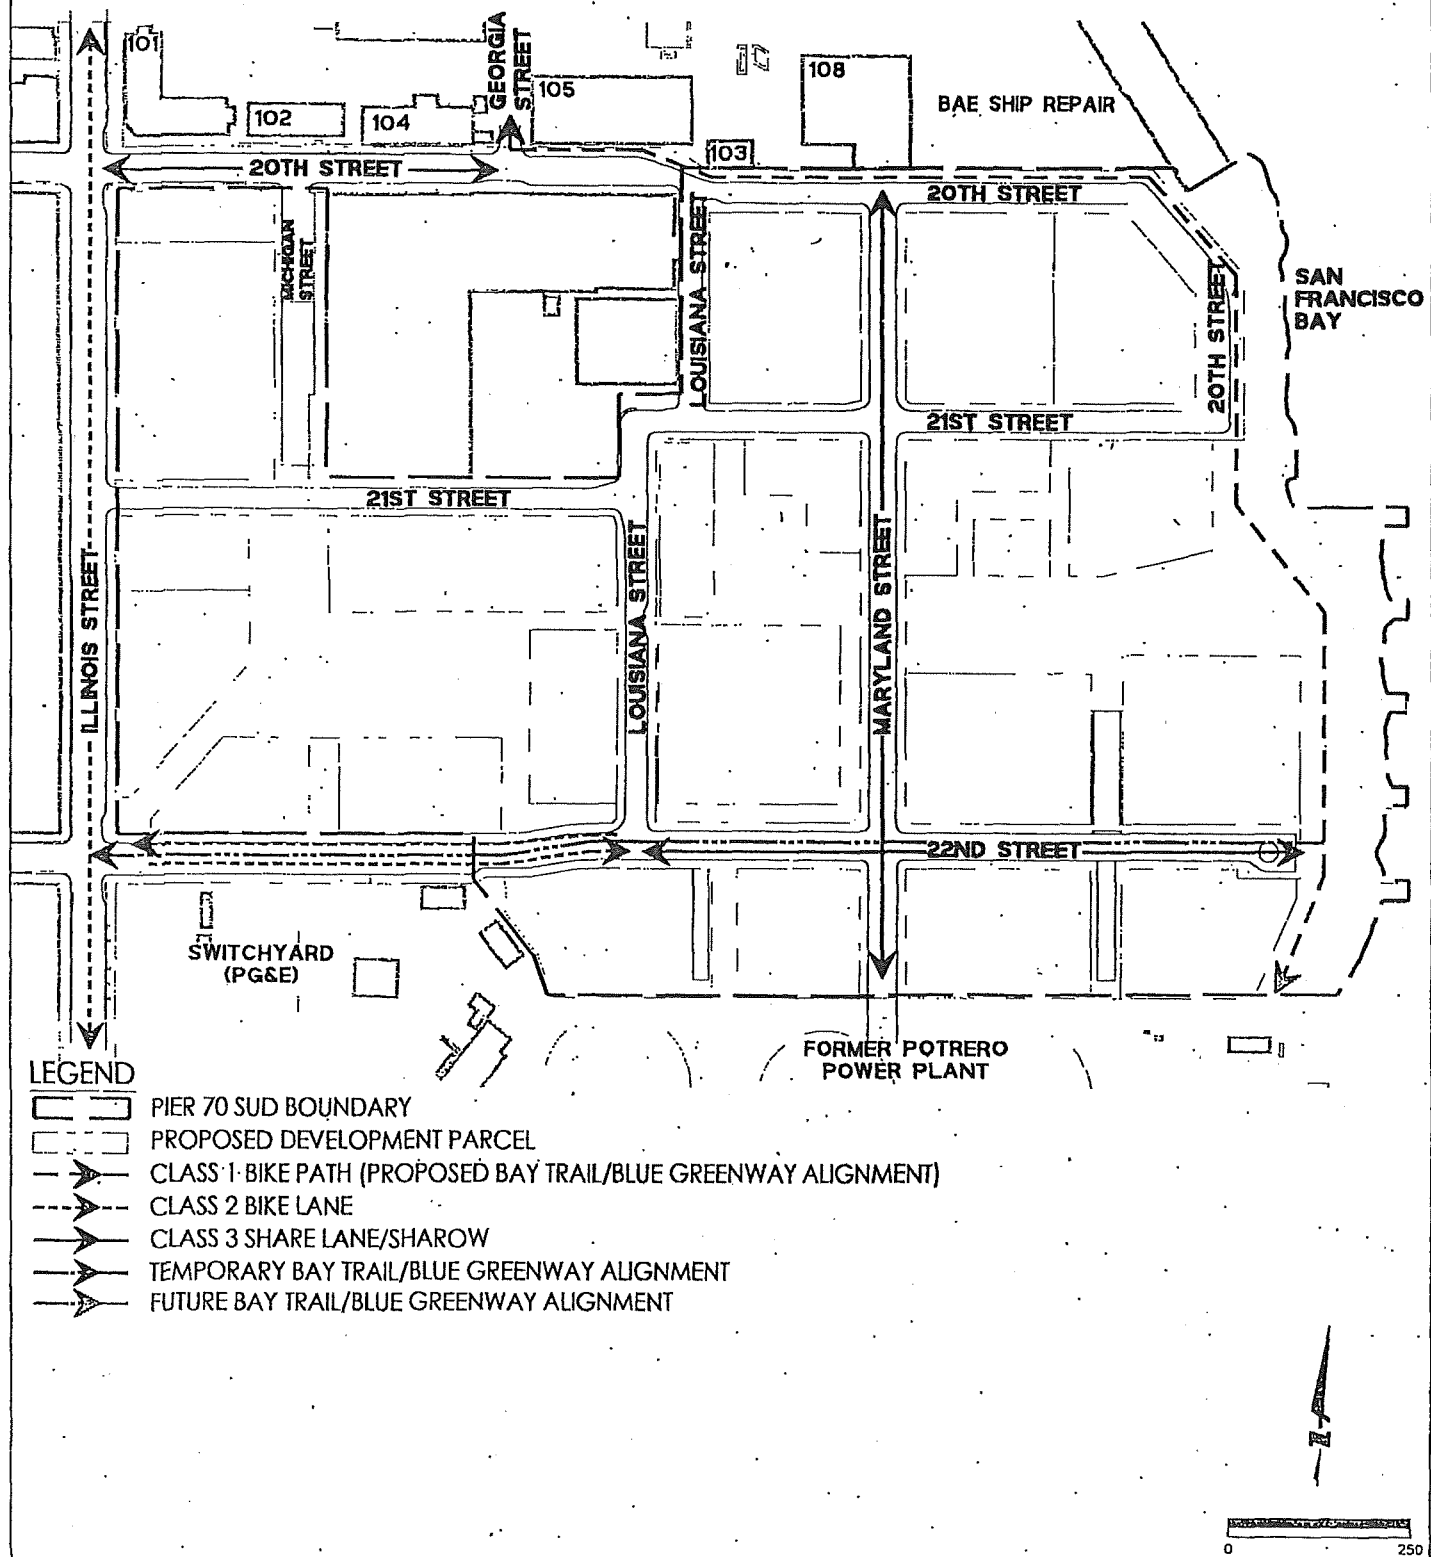 101
102
104
GEORGIA
STREET
105
108
103
BAE SHIP REPAIR
20TH STREET
20TH STREET
MICHIGAN
STREET
LOUISIANA STREET
20TH STREET
SAN
FRANCISCO
BAY
21ST STREET
21ST STREET
ILLINOIS STREET
LOUISIANA STREET
MARYLAND STREET
22ND STREET
SWITCHYARD
(PG&E)
FORMER POTRERO
POWER PLANT
LEGEND
PIER 70 SUD BOUNDARY
PROPOSED DEVELOPMENT PARCEL
CLASS 1 BIKE PATH (PROPOSED BAY TRAIL/BLUE GREENWAY ALIGNMENT)
CLASS 2 BIKE LANE
CLASS 3 SHARE LANE/SHAROW
TEMPORARY BAY TRAIL/BLUE GREENWAY ALIGNMENT
FUTURE BAY TRAIL/BLUE GREENWAY ALIGNMENT
N
0 250